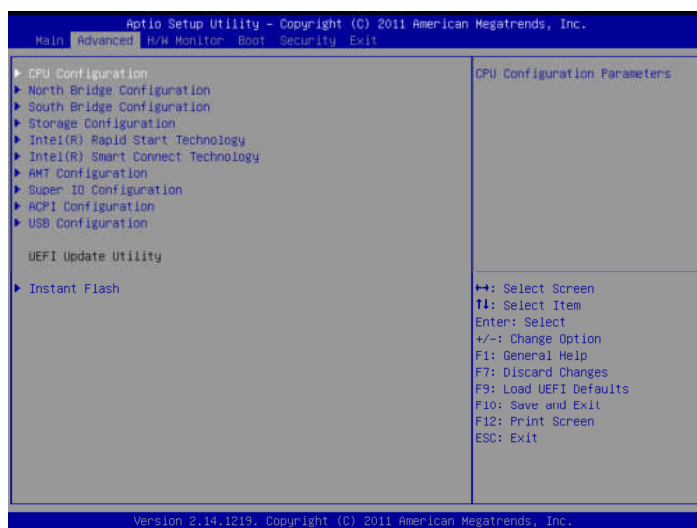 Aptio Setup Utility – Copyright (C) 2011 American Megatrends, Inc.
Main Advanced H/W Monitor Boot Security Exit
CPU Configuration
North Bridge Configuration
South Bridge Configuration
Storage Configuration
Intel(R) Rapid Start Technology
Intel(R) Smart Connect Technology
AMT Configuration
Super IO Configuration
ACPI Configuration
USB Configuration
UEFI Update Utility
Instant Flash
CPU Configuration Parameters
↔: Select Screen
↑↓: Select Item
Enter: Select
+/-: Change Option
F1: General Help
F7: Discard Changes
F9: Load UEFI Defaults
F10: Save and Exit
F12: Print Screen
ESC: Exit
Version 2.14.1219. Copyright (C) 2011 American Megatrends, Inc.